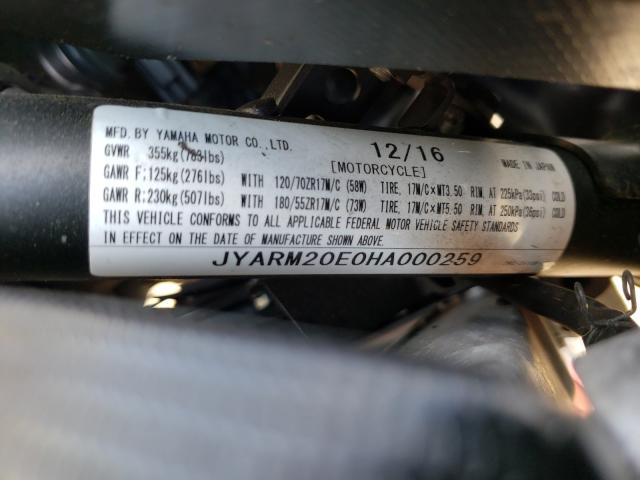 MFD. BY YAMAHA MOTOR CO., LTD. 12/16
GVWR 355kg(783lbs) [MOTORCYCLE] MADE IN JAPAN
GAWR F:125kg(276lbs) WITH 120/70ZR17M/C (58W) TIRE, 17M/C×MT3.50 RIM, AT 225kPa(33psi) COLD
GAWR R:230kg(507lbs) WITH 180/55ZR17M/C (73W) TIRE, 17M/C×MT5.50 RIM, AT 250kPa(36psi) COLD
THIS VEHICLE CONFORMS TO ALL APPLICABLE FEDERAL MOTOR VEHICLE SAFETY STANDARDS
IN EFFECT ON THE DATE OF MANUFACTURE SHOWN ABOVE.
JYARM20E0HA000259